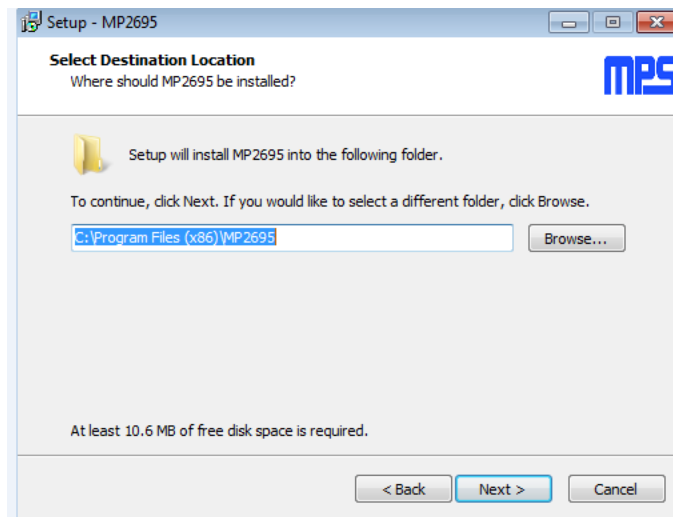 Setup - MP2695
Select Destination Location
Where should MP2695 be installed?
mps
Setup will install MP2695 into the following folder.
To continue, click Next. If you would like to select a different folder, click Browse.
C:\Program Files (x86)\MP2695
Browse...
At least 10.6 MB of free disk space is required.
< Back
Next >
Cancel